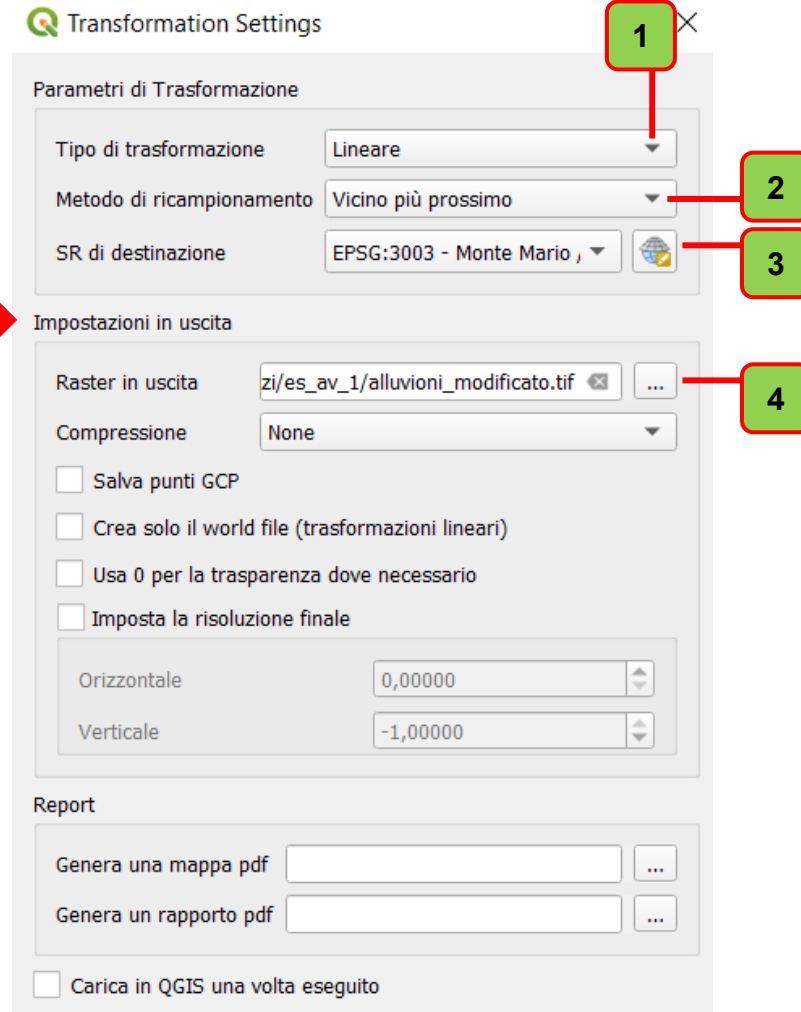 Transformation Settings
1
Parametri di Trasformazione
Tipo di trasformazione Lineare
Metodo di ricampionamento Vicino più prossimo
2
SR di destinazione EPSG:3003 - Monte Mario /
3
Impostazioni in uscita
Raster in uscita zi/es_av_1/alluvioni_modificato.tif ...
4
Compressione None
Salva punti GCP
Crea solo il world file (trasformazioni lineari)
Usa 0 per la trasparenza dove necessario
Imposta la risoluzione finale
Orizzontale 0,00000
Verticale -1,00000
Report
Genera una mappa pdf ...
Genera un rapporto pdf ...
Carica in QGIS una volta eseguito